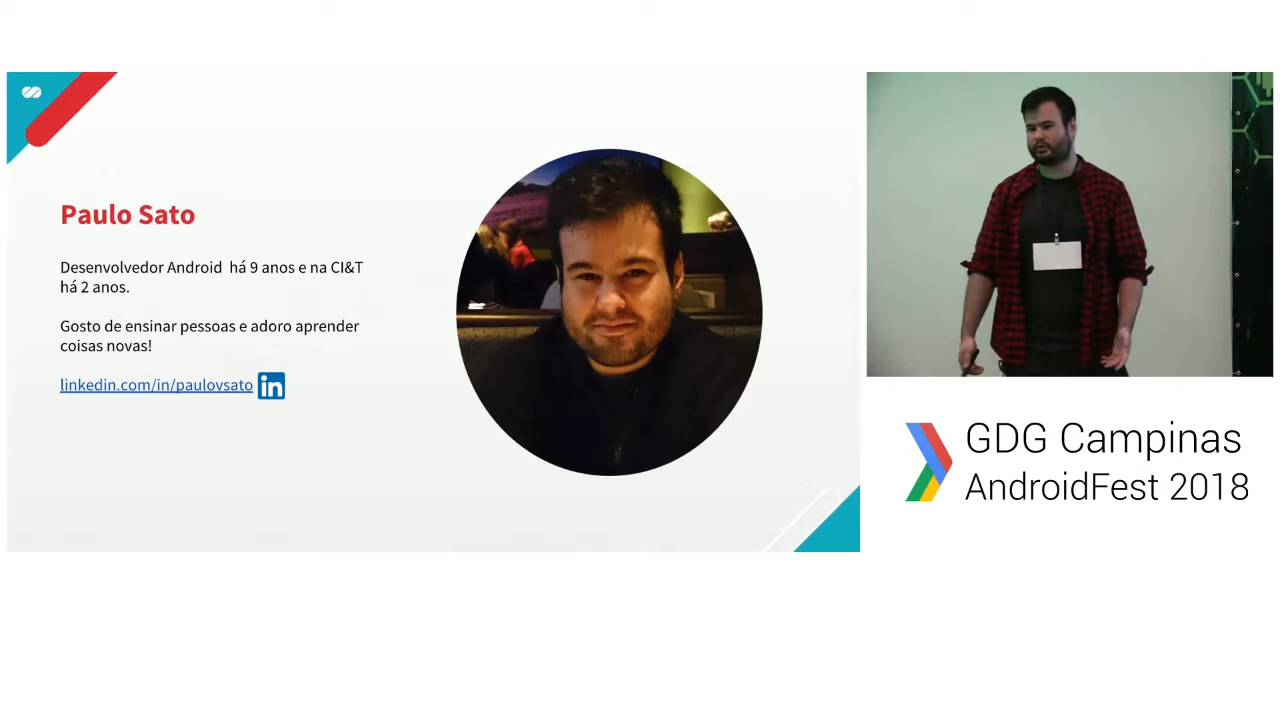 Paulo Sato
Desenvolvedor Android há 9 anos e na CI&T
há 2 anos.
Gosto de ensinar pessoas e adoro aprender
coisas novas!
linkedin.com/in/paulovsato in
GDG Campinas
AndroidFest 2018